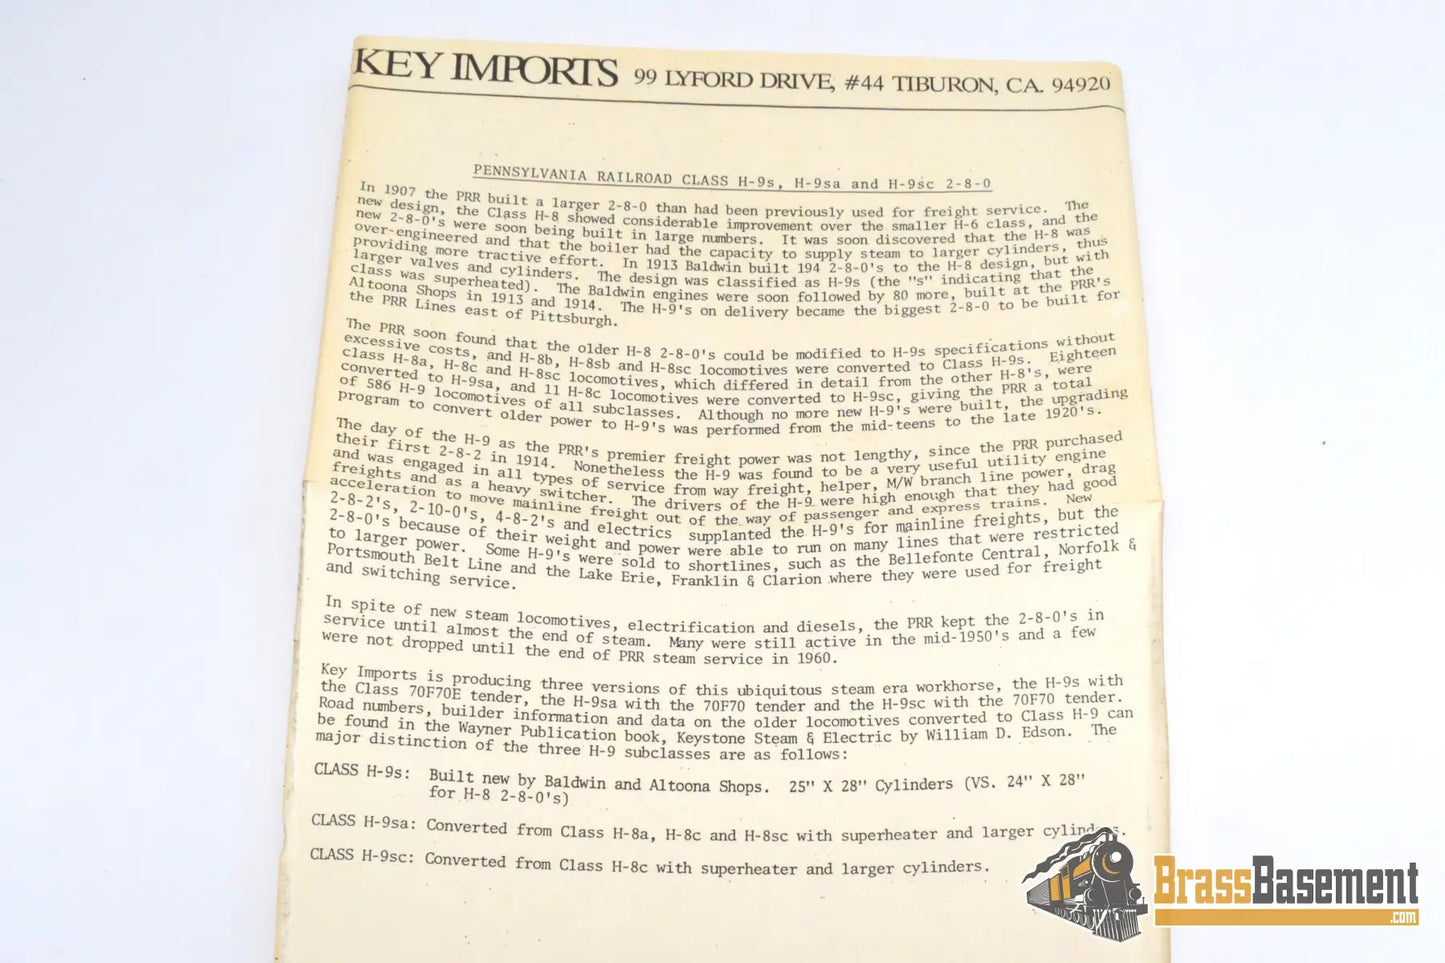 KEY IMPORTS 99 LYFORD DRIVE, #44 TIBURON, CA. 94920
PENNSYLVANIA RAILROAD CLASS H-9s, H-9sa and H-9sc 2-8-0
In 1907 the PRR built a larger 2-8-0 than had been previously used for freight service. The
new design, the Class H-8 showed considerable improvement over the smaller H-6 class, and the
new 2-8-0's were soon being built in large numbers. It was soon discovered that the H-8 was
over-engineered and that the boiler had the capacity to supply steam to larger cylinders, thus
providing more tractive effort. In 1913 Baldwin built 194 2-8-0's to the H-8 design, but with
larger valves and cylinders. The design was classified as H-9s (the "s" indicating that the
class was superheated). The Baldwin engines were soon followed by 80 more, built at the PRR's
Altoona Shops in 1913 and 1914. The H-9's on delivery became the biggest 2-8-0 to be built for
the PRR Lines east of Pittsburgh.
The PRR soon found that the older H-8 2-8-0's could be modified to H-9s specifications without
excessive costs, and H-8b, H-8sb and H-8sc locomotives were converted to Class H-9s. Eighteen
class H-8a, H-8c and H-8sc locomotives, which differed in detail from the other H-8's, were
converted to H-9sa, and 11 H-8c locomotives were converted to H-9sc, giving the PRR a total
of 586 H-9 locomotives of all subclasses. Although no more new H-9's were built, the upgrading
program to convert older power to H-9's was performed from the mid-teens to the late 1920's.
The day of the H-9 as the PRR's premier freight power was not lengthy, since the PRR purchased
their first 2-8-2 in 1914. Nonetheless the H-9 was found to be a very useful utility engine
and was engaged in all types of service from way freight, helper, M/W branch line power, drag
freights and as a heavy switcher. The drivers of the H-9 were high enough that they had good
acceleration to move mainline freight out of the way of passenger and express trains. New
2-8-2's, 2-10-0's, 4-8-2's and electrics supplanted the H-9's for mainline freights, but the
2-8-0's because of their weight and power were able to run on many lines that were restricted
to larger power. Some H-9's were sold to shortlines, such as the Bellefonte Central, Norfolk &
Portsmouth Belt Line and the Lake Erie, Franklin & Clarion where they were used for freight
and switching service.
In spite of new steam locomotives, electrification and diesels, the PRR kept the 2-8-0's in
service until almost the end of steam. Many were still active in the mid-1950's and a few
were not dropped until the end of PRR steam service in 1960.
Key Imports is producing three versions of this ubiquitous steam era workhorse, the H-9s with
the Class 70F70E tender, the H-9sa with the 70F70 tender and the H-9sc with the 70F70 tender.
Road numbers, builder information and data on the older locomotives converted to Class H-9 can
be found in the Wayner Publication book, Keystone Steam & Electric by William D. Edson. The
major distinction of the three H-9 subclasses are as follows:
CLASS H-9s: Built new by Baldwin and Altoona Shops. 25" X 28" Cylinders (VS. 24" X 28"
for H-8 2-8-0's)
CLASS H-9sa: Converted from Class H-8a, H-8c and H-8sc with superheater and larger cylinders.
CLASS H-9sc: Converted from Class H-8c with superheater and larger cylinders.
BrassBasement
.com